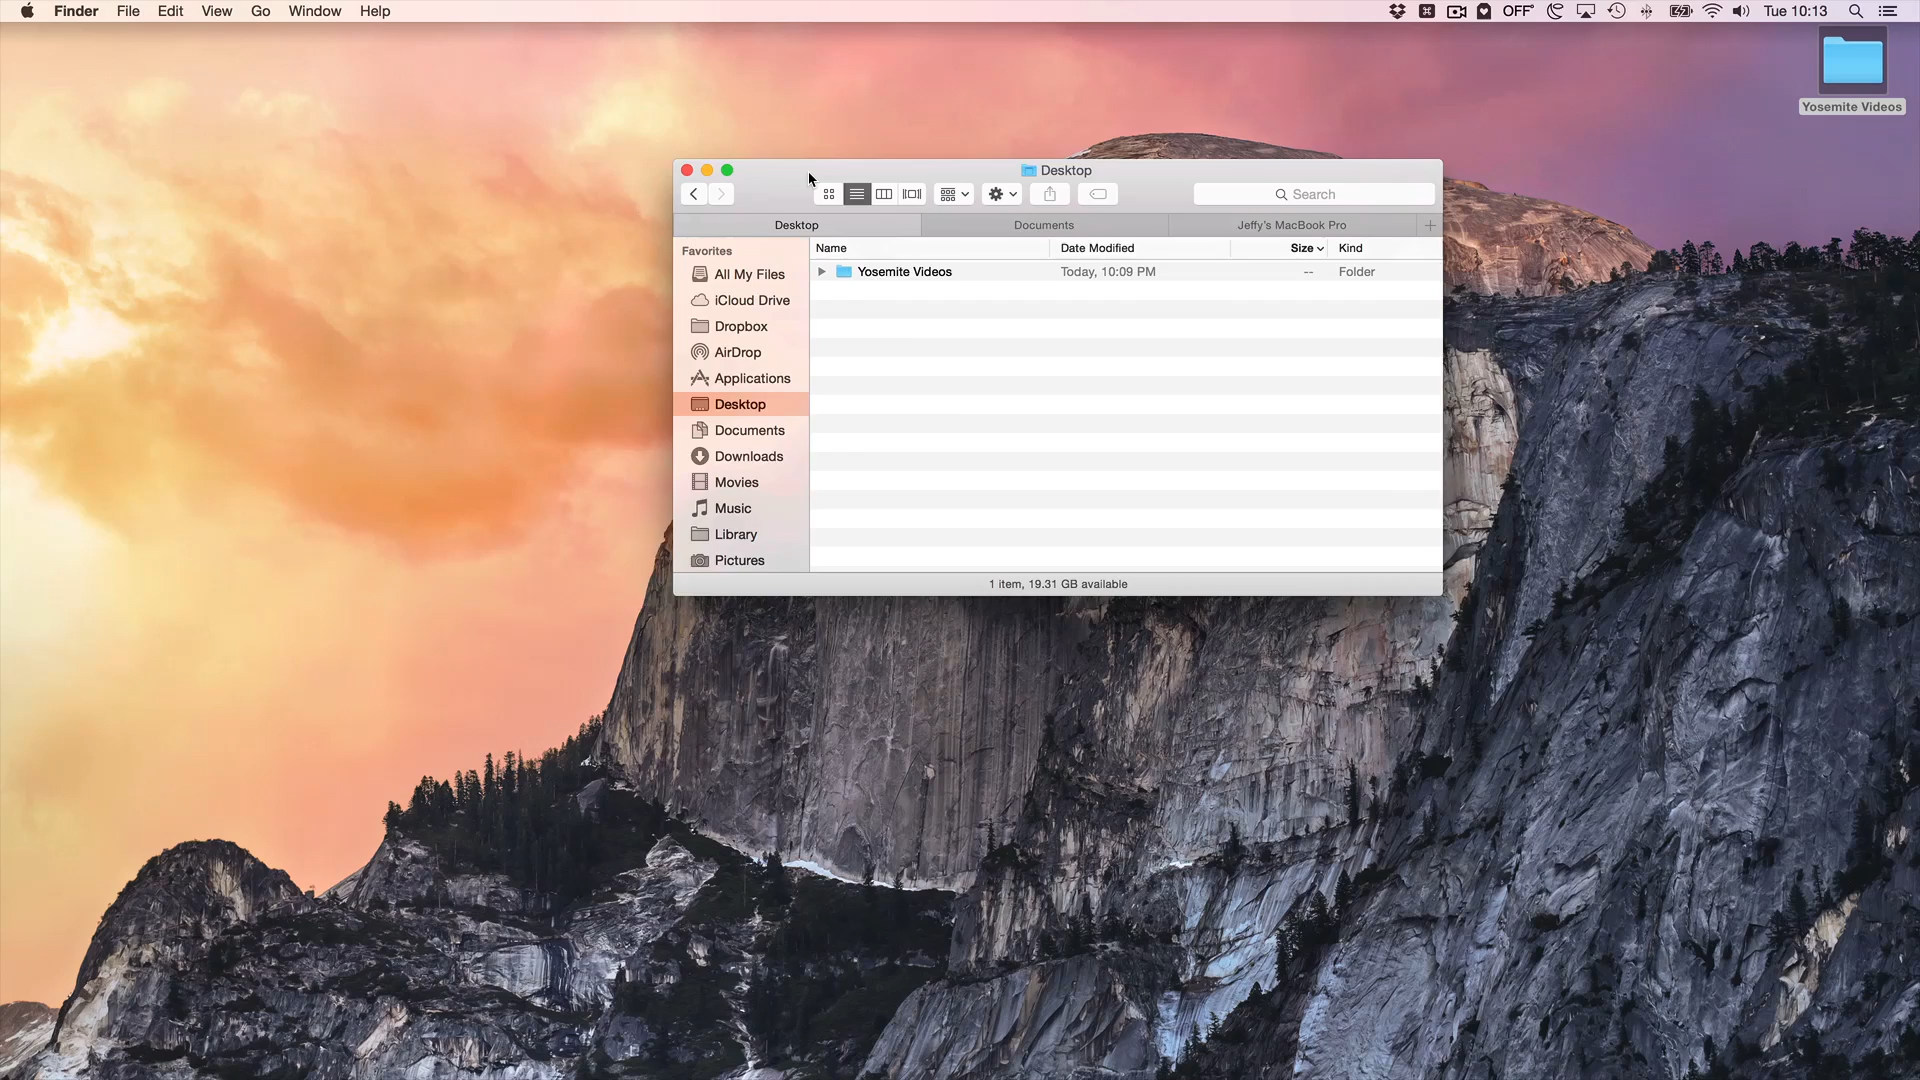 Finder File Edit View Go Window Help OFF Tue 10:13
Yosemite Videos
Desktop
Search
Desktop Documents Jeffy's MacBook Pro
Favorites
All My Files
iCloud Drive
Dropbox
AirDrop
Applications
Desktop
Documents
Downloads
Movies
Music
Library
Pictures
Name Date Modified Size Kind
Yosemite Videos Today, 10:09 PM -- Folder
1 item, 19.31 GB available